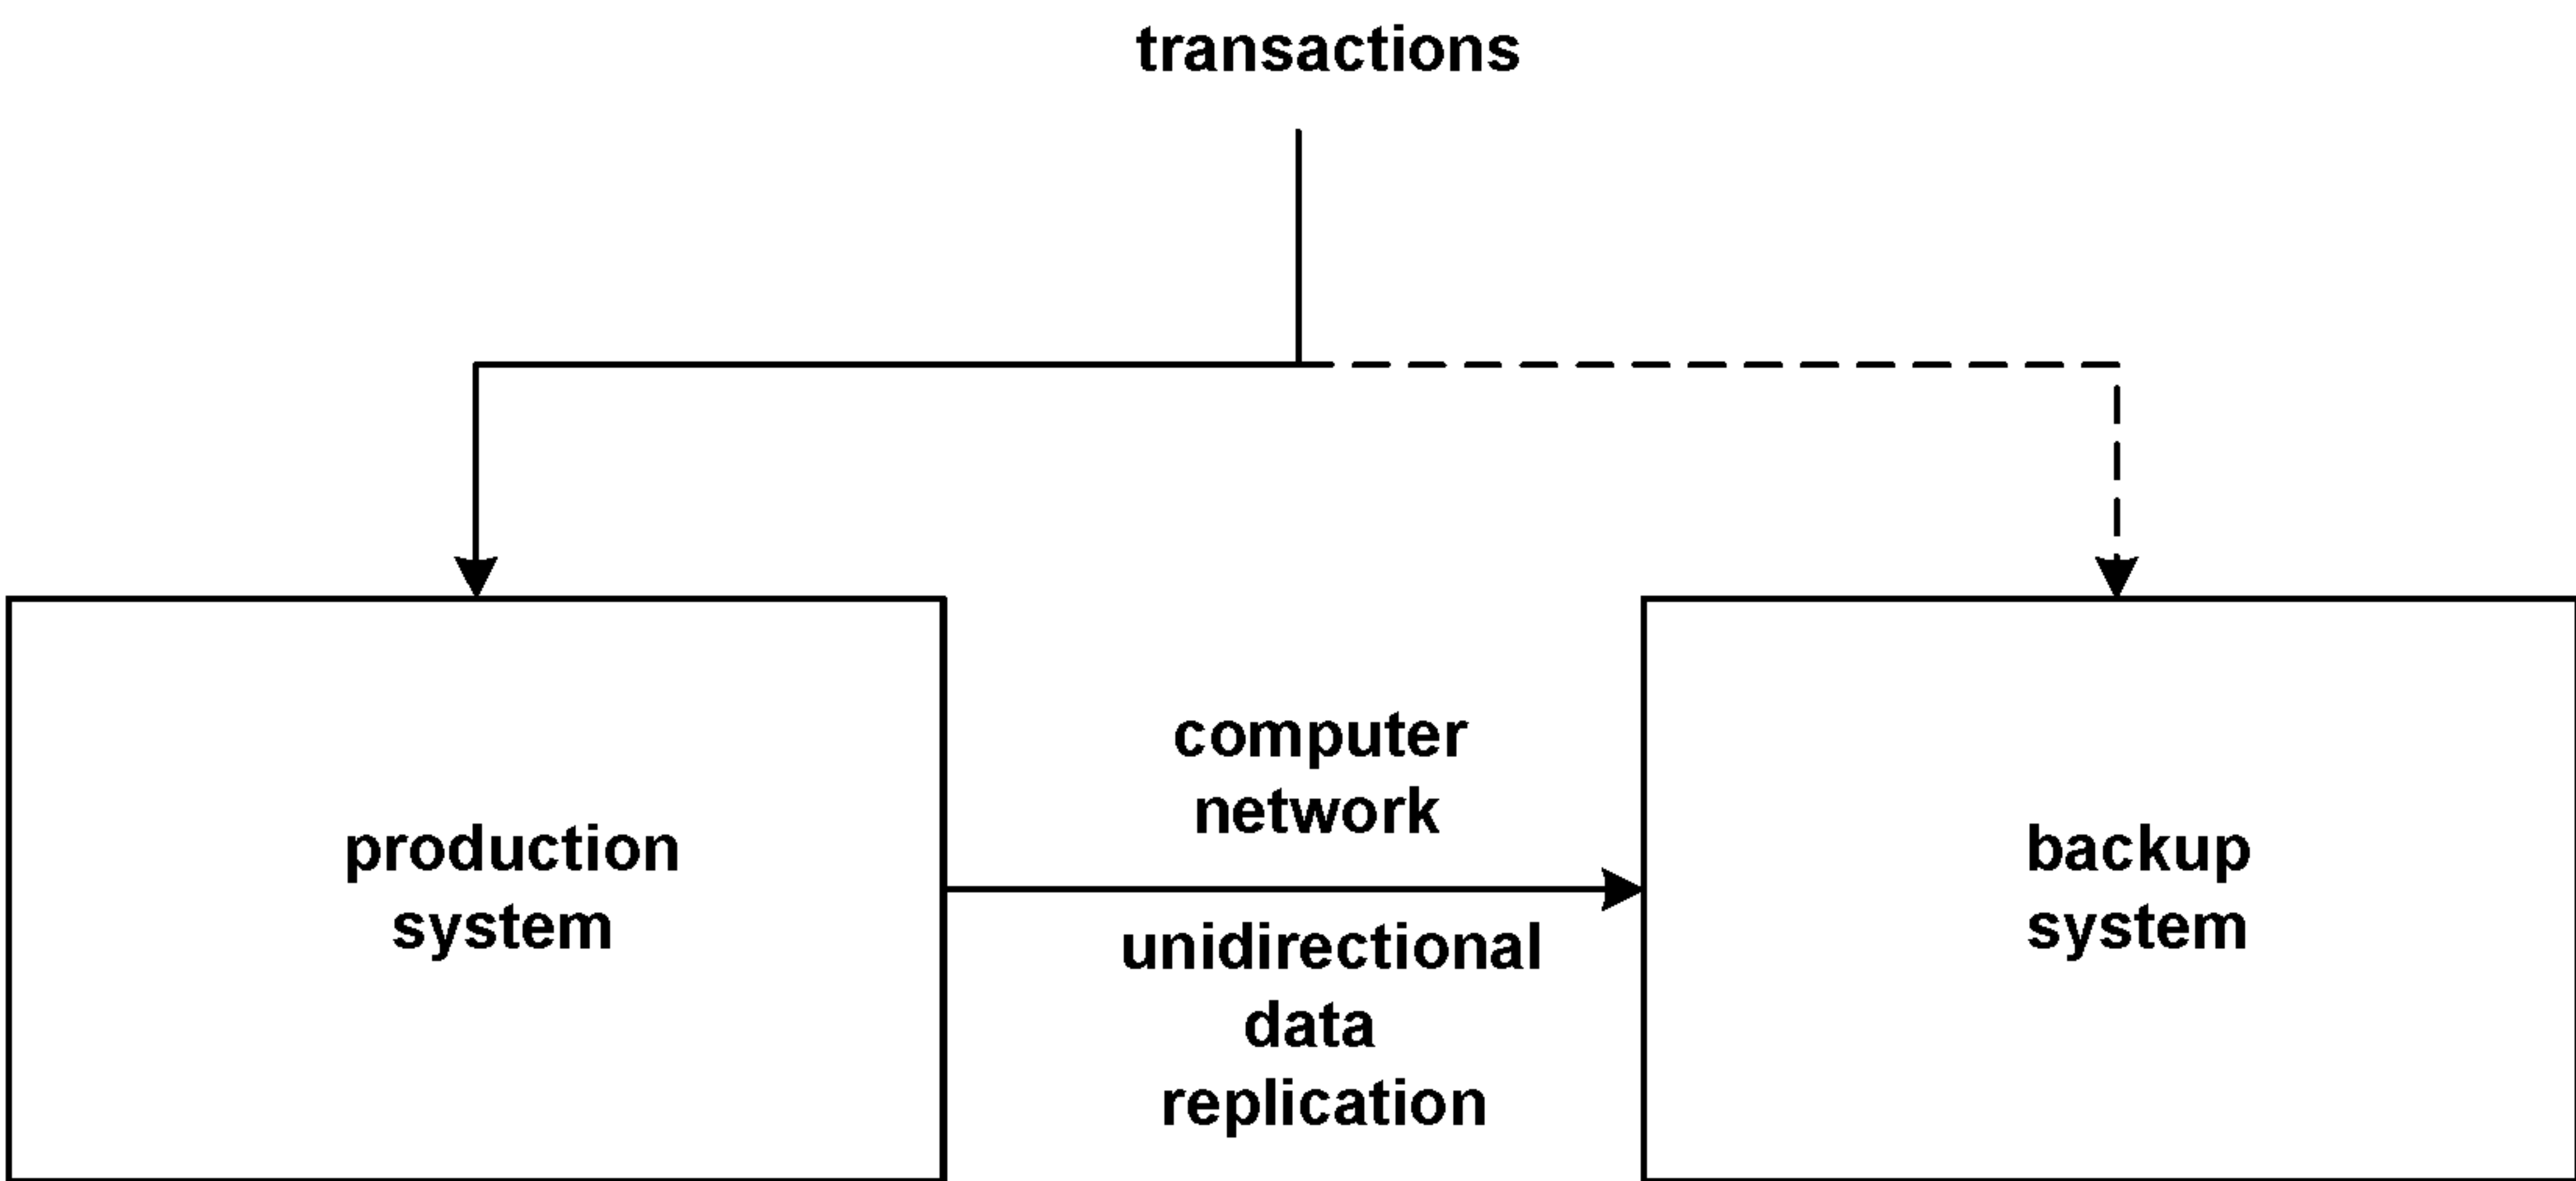 transactions
production
system
computer
network
unidirectional
data
replication
backup
system